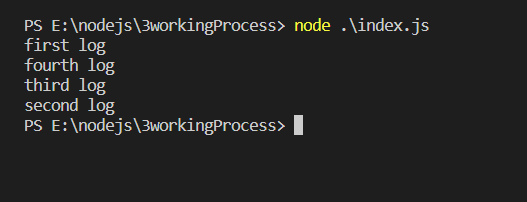 PS E:\nodejs\3workingProcess> node .\index.js
first log
fourth log
third log
second log
PS E:\nodejs\3workingProcess>